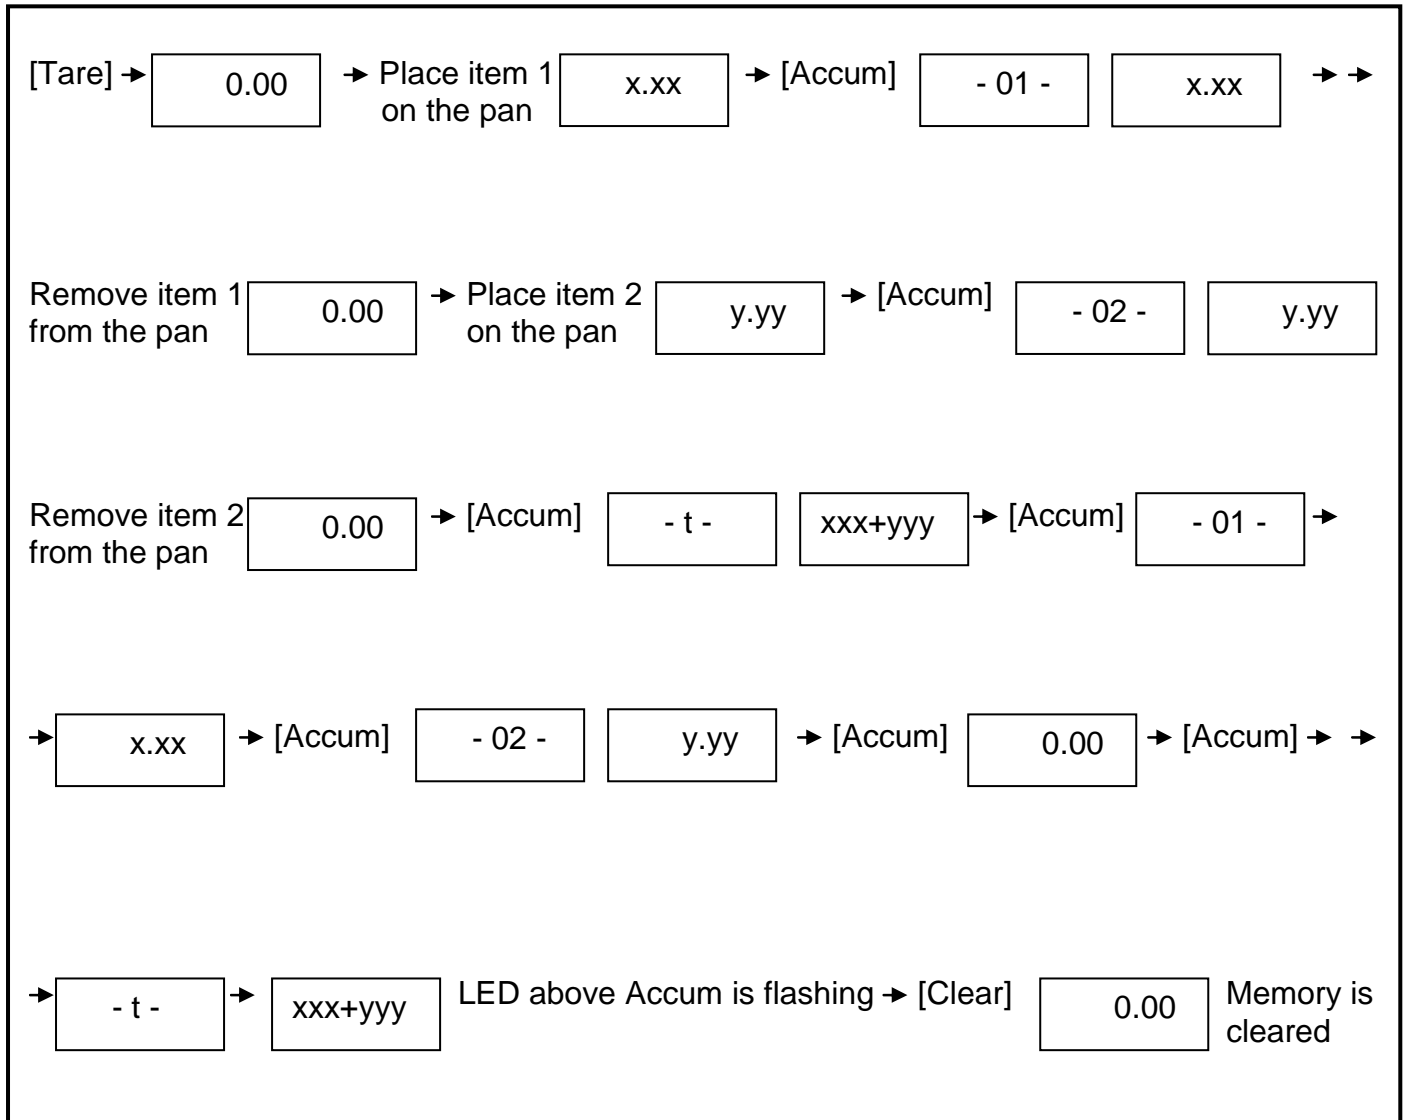 [Tare] → 0.00 → Place item 1 x.xx → [Accum] - 01 - x.xx → →
on the pan
Remove item 1 0.00 → Place item 2 y.yy → [Accum] - 02 - y.yy
from the pan on the pan
Remove item 2 0.00 → [Accum] - t - xxx+yyy → [Accum] - 01 - →
from the pan
→ x.xx → [Accum] - 02 - y.yy → [Accum] 0.00 → [Accum] → →
→ - t - → xxx+yyy LED above Accum is flashing → [Clear] 0.00 Memory is
cleared